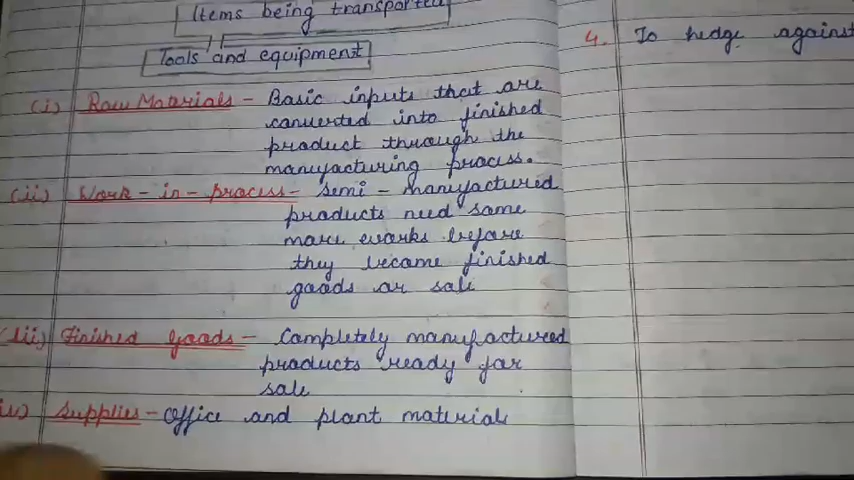 Items being transported
Tools and equipment
(i) Raw Materials - Basic inputs that are
converted into finished
product through the
manufacturing process.
(ii) Work-in-process - Semi-manufactured
products need some
more works before
they become finished
goods or sale
(iii) Finished goods - Completely manufactured
products ready for
sale
iv) Supplies - Office and plant material
4. To hedge against